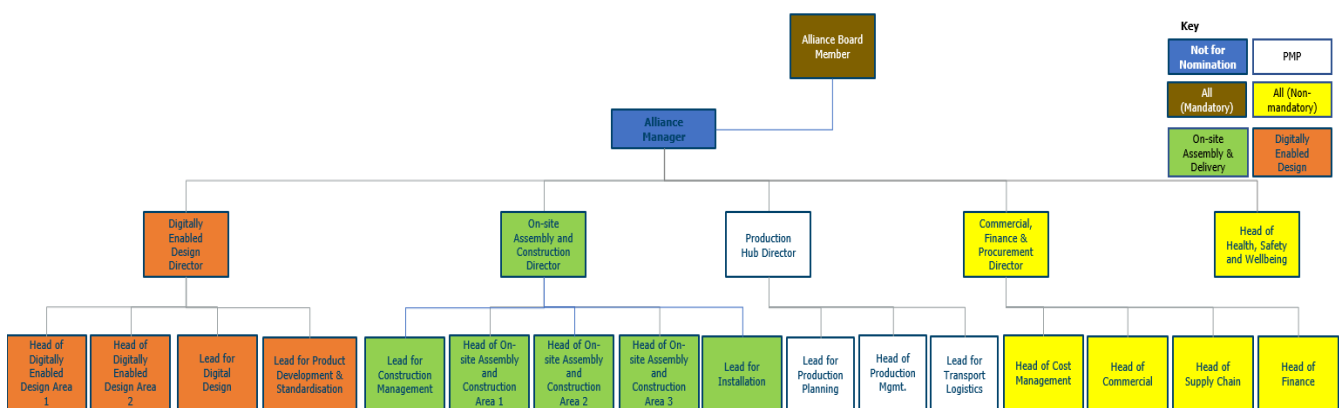 Alliance Board
Member
Key
Not for
Nomination
PMP
All
(Mandatory)
All (Non-
mandatory)
On-site
Assembly &
Delivery
Digitally
Enabled
Design
Alliance
Manager
Digitally
Enabled
Design
Director
On-site
Assembly and
Construction
Director
Production
Hub Director
Commercial,
Finance &
Procurement
Director
Head of
Health, Safety
and Wellbeing
Head of
Digitally
Enabled
Design Area
1
Head of
Digitally
Enabled
Design Area
2
Lead for
Digital
Design
Lead for Product
Development &
Standardisation
Lead for
Construction
Management
Head of On-
site Assembly
and
Construction
Area 1
Head of On-
site Assembly
and
Construction
Area 2
Head of On-
site Assembly
and
Construction
Area 3
Lead for
Installation
Lead for
Production
Planning
Head of
Production
Mgmt.
Lead for
Transport
Logistics
Head of Cost
Management
Head of
Commercial
Head of
Supply Chain
Head of
Finance